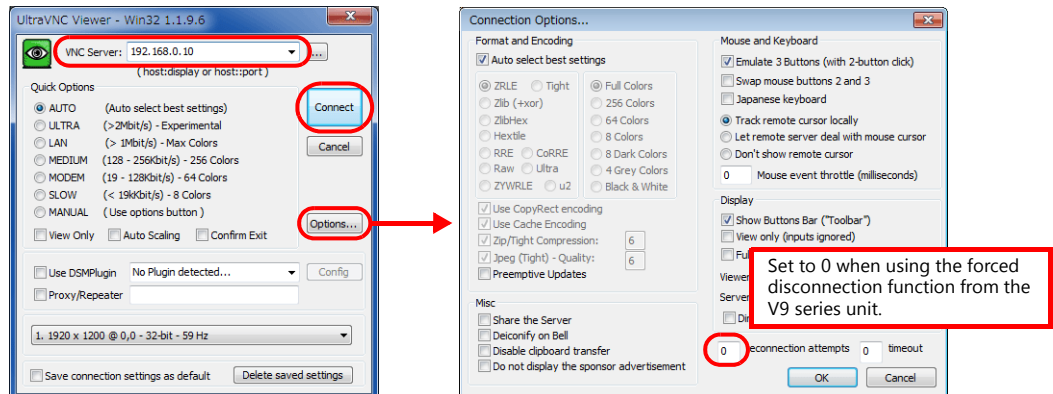 UltraVNC Viewer - Win32 1.1.9.6
VNC Server: 192.168.0.10 ...
( host:display or host::port )
Quick Options
AUTO (Auto select best settings)
ULTRA (>2Mbit/s) - Experimental
LAN (> 1Mbit/s) - Max Colors
MEDIUM (128 - 256Kbit/s) - 256 Colors
MODEM (19 - 128Kbit/s) - 64 Colors
SLOW (< 19kKbit/s) - 8 Colors
MANUAL (Use options button )
Connect
Cancel
Options...
View Only Auto Scaling Confirm Exit
Use DSMPlugin No Plugin detected... Config
Proxy/Repeater
1. 1920 x 1200 @ 0,0 - 32-bit - 59 Hz
Save connection settings as default Delete saved settings
Connection Options...
Format and Encoding
Auto select best settings
ZRLE Tight
Zlib (+xor)
ZlibHex
Hextile
RRE CoRRE
Raw Ultra
ZYWRLE u2
Full Colors
256 Colors
64 Colors
8 Colors
8 Dark Colors
4 Grey Colors
Black & White
Use CopyRect encoding
Use Cache Encoding
Zip/Tight Compression: 6
Jpeg (Tight) - Quality: 6
Preemptive Updates
Misc
Share the Server
Deiconify on Bell
Disable clipboard transfer
Do not display the sponsor advertisement
Mouse and Keyboard
Emulate 3 Buttons (with 2-button click)
Swap mouse buttons 2 and 3
Japanese keyboard
Track remote cursor locally
Let remote server deal with mouse cursor
Don't show remote cursor
0 Mouse event throttle (milliseconds)
Display
Show Buttons Bar ("Toolbar")
View only (inputs ignored)
Set to 0 when using the forced
disconnection function from the
V9 series unit.
0 econnection attempts 0 timeout
OK Cancel